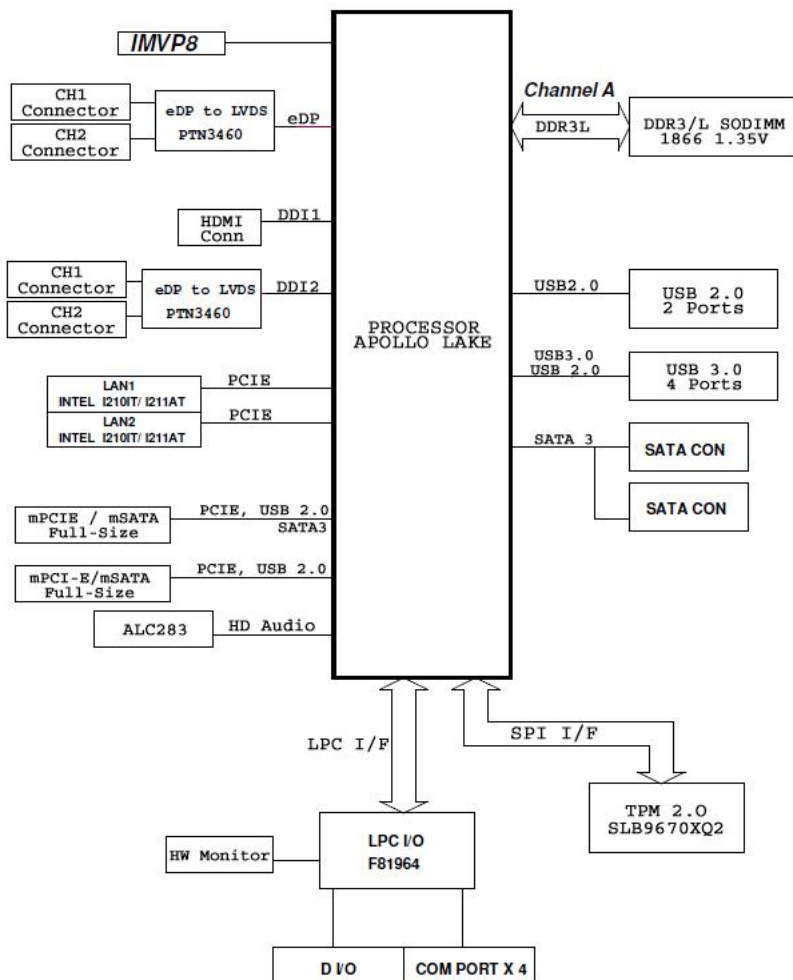 IMVP8
CH1
Connector
CH2
Connector
eDP to LVDS
PTN3460
eDP
Channel A
DDR3L
DDR3/L SODIMM
1866 1.35V
HDMI
Conn
DDI1
CH1
Connector
CH2
Connector
eDP to LVDS
PTN3460
DDI2
PROCESSOR
APOLLO LAKE
USB2.0
USB 2.0
2 Ports
USB3.0
USB 2.0
USB 3.0
4 Ports
LAN1
INTEL I210IT/ I211AT
PCIE
LAN2
INTEL I210IT/ I211AT
PCIE
SATA 3
SATA CON
SATA CON
mPCIE / mSATA
Full-Size
PCIE, USB 2.0
SATA3
mPCI-E/mSATA
Full-Size
PCIE, USB 2.0
ALC283
HD Audio
LPC I/F
SPI I/F
TPM 2.O
SLB9670XQ2
HW Monitor
LPC I/O
F81964
D I/O
COM PORT X 4